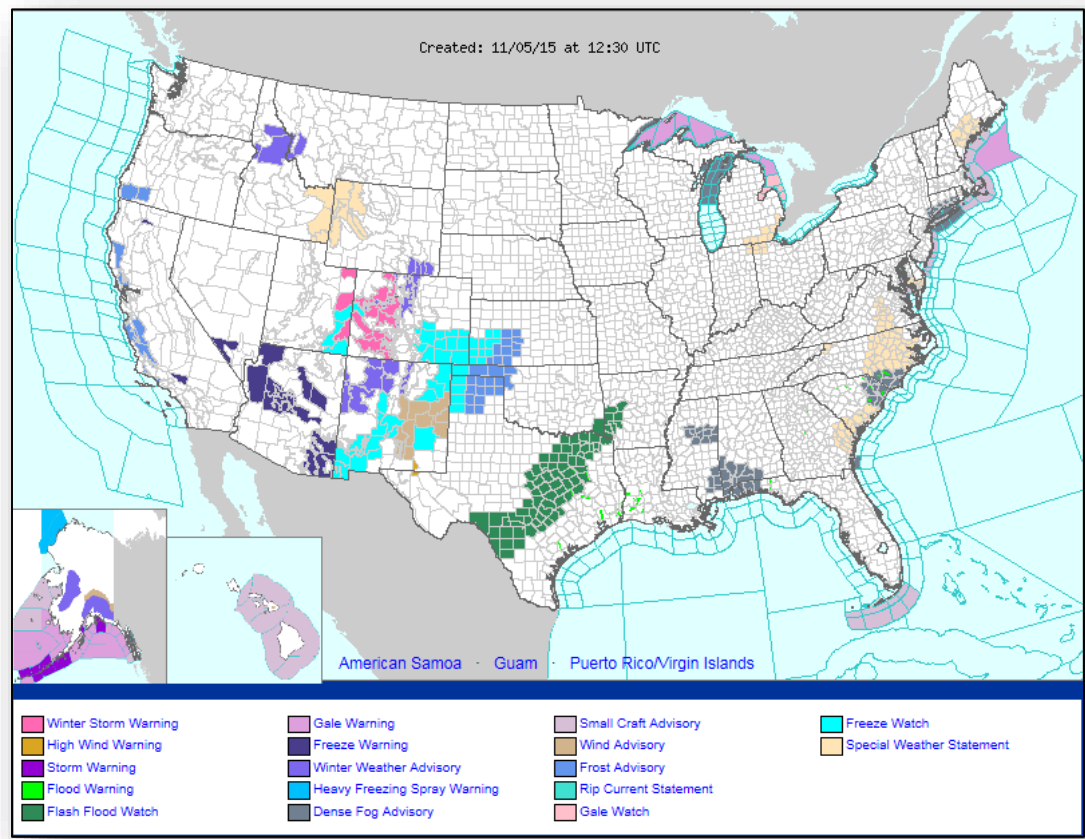 Created: 11/05/15 at 12:30 UTC
American Samoa · Guam · Puerto Rico/Virgin Islands
Winter Storm Warning
High Wind Warning
Storm Warning
Flood Warning
Flash Flood Watch
Gale Warning
Freeze Warning
Winter Weather Advisory
Heavy Freezing Spray Warning
Dense Fog Advisory
Small Craft Advisory
Wind Advisory
Frost Advisory
Rip Current Statement
Gale Watch
Freeze Watch
Special Weather Statement